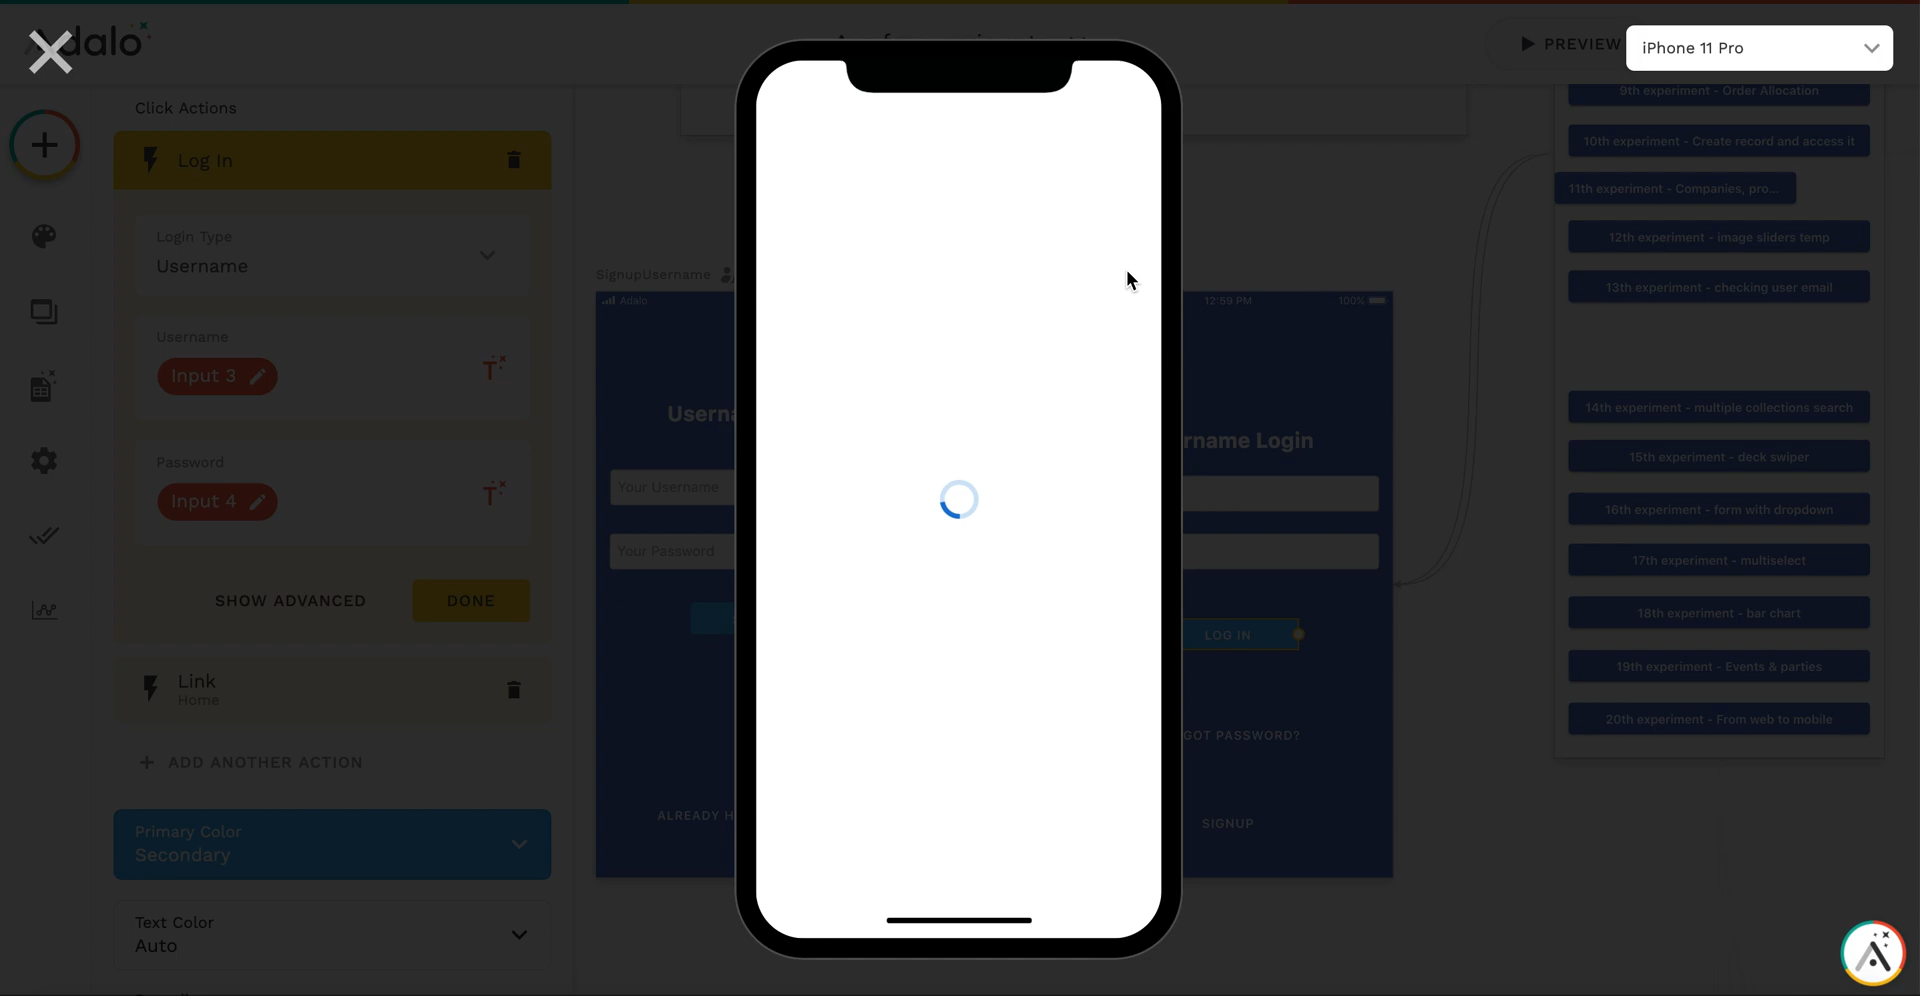 Adalo
PREVIEW
iPhone 11 Pro
Click Actions
Log In
Login Type
Username
Username
Input 3
Password
Input 4
SHOW ADVANCED
DONE
Link
Home
ADD ANOTHER ACTION
Primary Color
Secondary
Text Color
Auto
SignupUsername
Adalo
Your Username
Your Password
ALREADY H
12:59 PM
100%
rname Login
LOG IN
GOT PASSWORD?
SIGNUP
9th experiment - Order Allocation
10th experiment - Create record and access it
11th experiment - Companies, pro...
12th experiment - image sliders temp
13th experiment - checking user email
14th experiment - multiple collections search
15th experiment - deck swiper
16th experiment - form with dropdown
17th experiment - multiselect
18th experiment - bar chart
19th experiment - Events & parties
20th experiment - From web to mobile